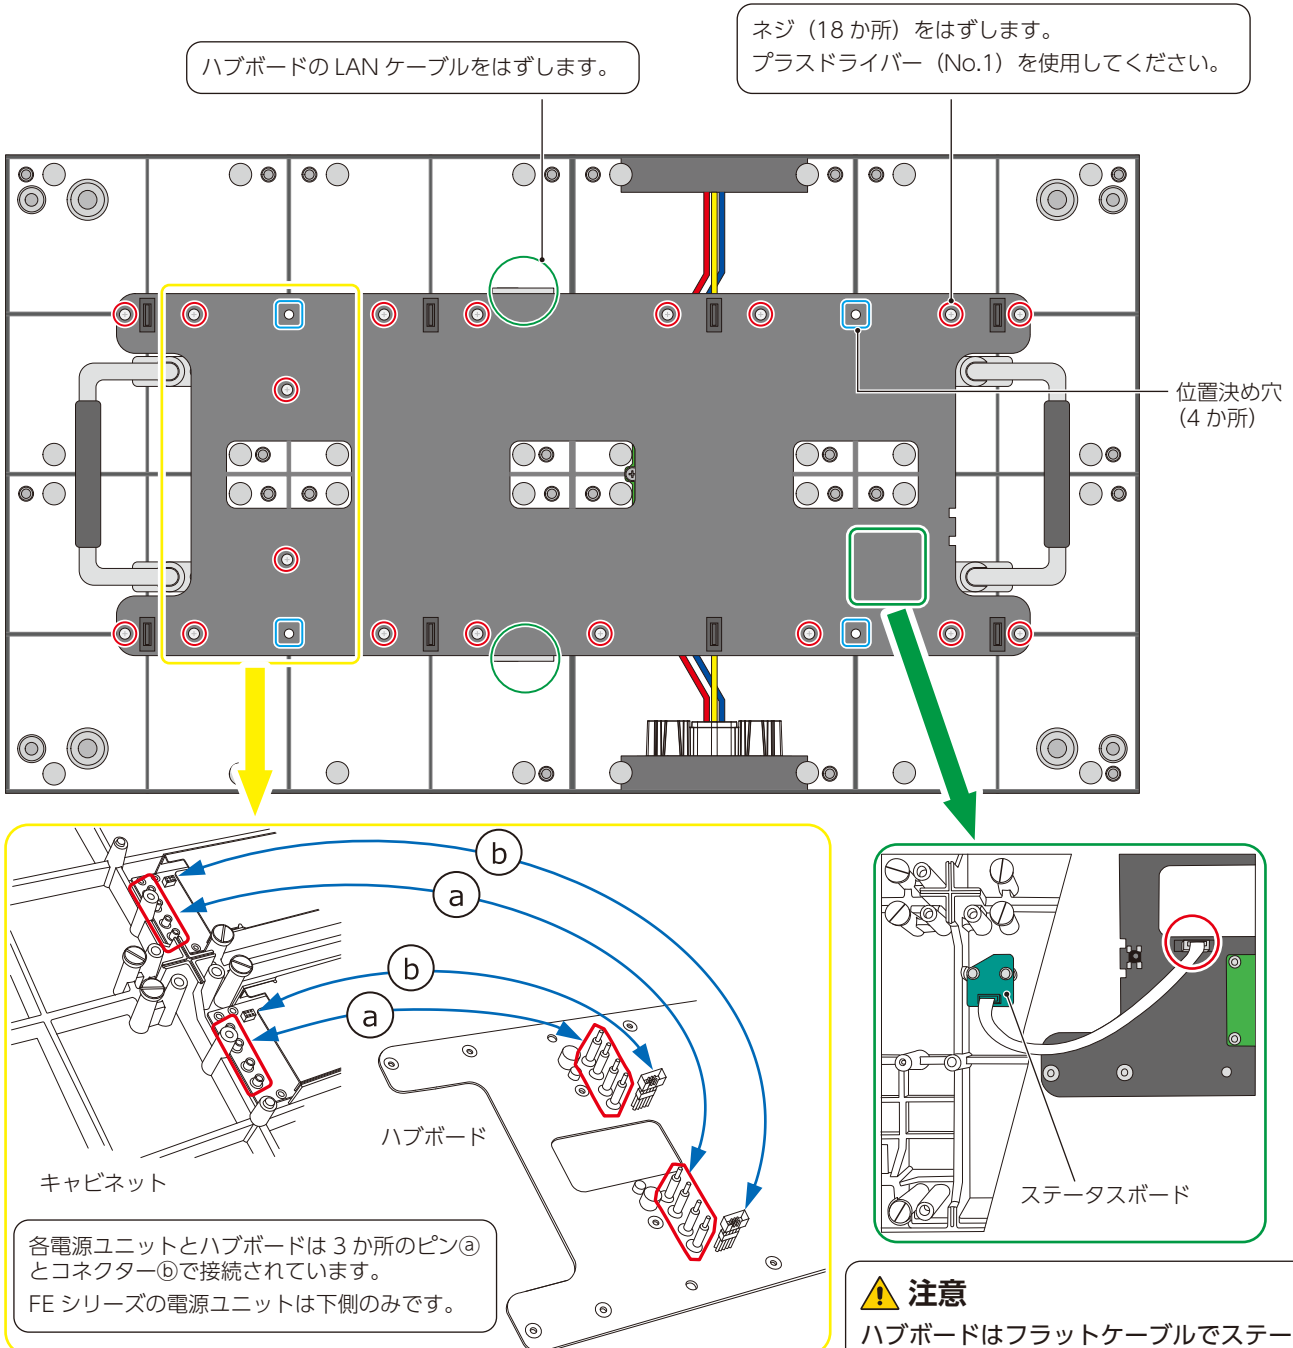 ハブボードの LAN ケーブルをはずします。
ネジ（18 か所）をはずします。
プラスドライバー（No.1）を使用してください。
位置決め穴
（4 か所）
b
a
b
a
ハブボード
キャビネット
各電源ユニットとハブボードは 3 か所のピンⓐ
とコネクターⓑで接続されています。
FE シリーズの電源ユニットは下側のみです。
ステータスボード
注意
ハブボードはフラットケーブルでステー